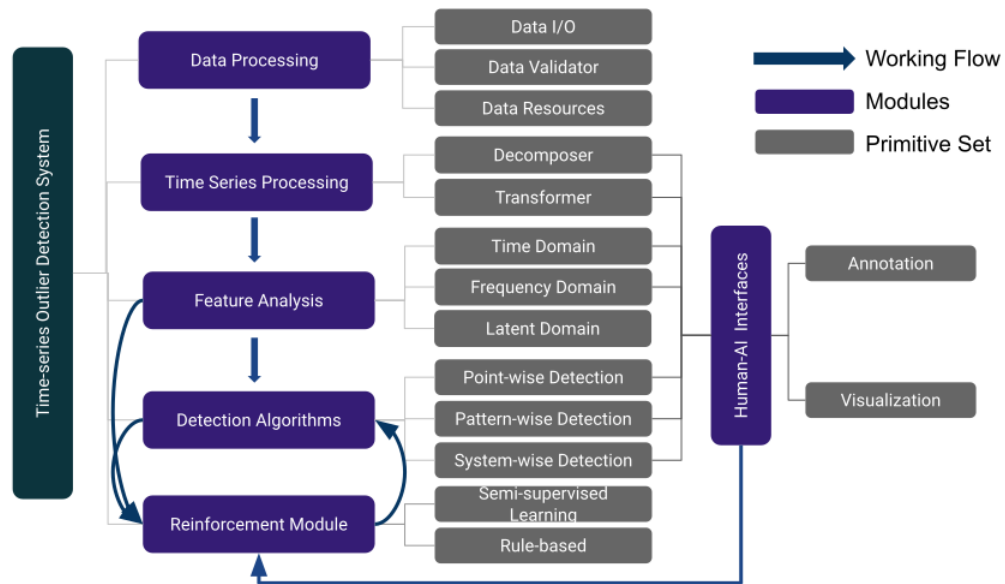 Time-series Outlier Detection System
Data Processing
Data I/O
Data Validator
Data Resources
Time Series Processing
Decomposer
Transformer
Feature Analysis
Time Domain
Frequency Domain
Latent Domain
Detection Algorithms
Point-wise Detection
Pattern-wise Detection
System-wise Detection
Reinforcement Module
Semi-supervised
Learning
Rule-based
Human-AI Interfaces
Annotation
Visualization
Working Flow
Modules
Primitive Set